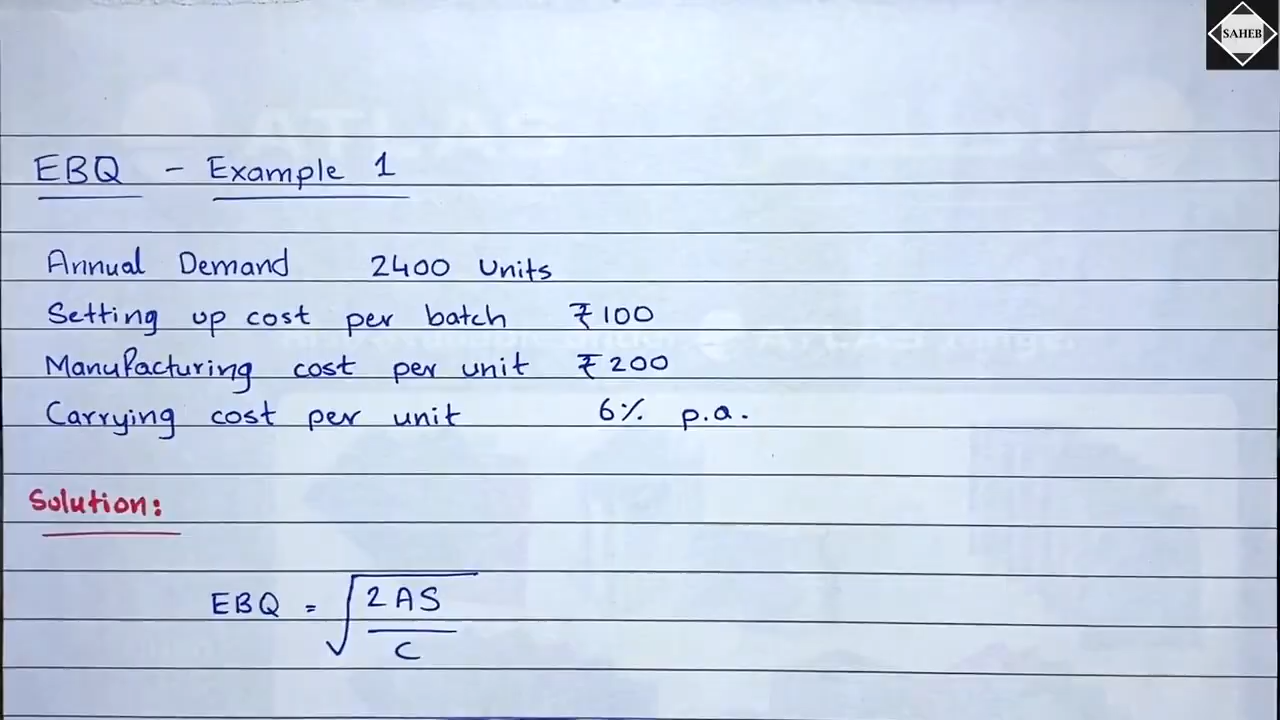 SAHEB
EBQ - Example 1
Annual Demand 2400 Units
Setting up cost per batch ₹100
Manufacturing cost per unit ₹200
Carrying cost per unit 6% p.a.
Solution:
EBQ = √2AS
C